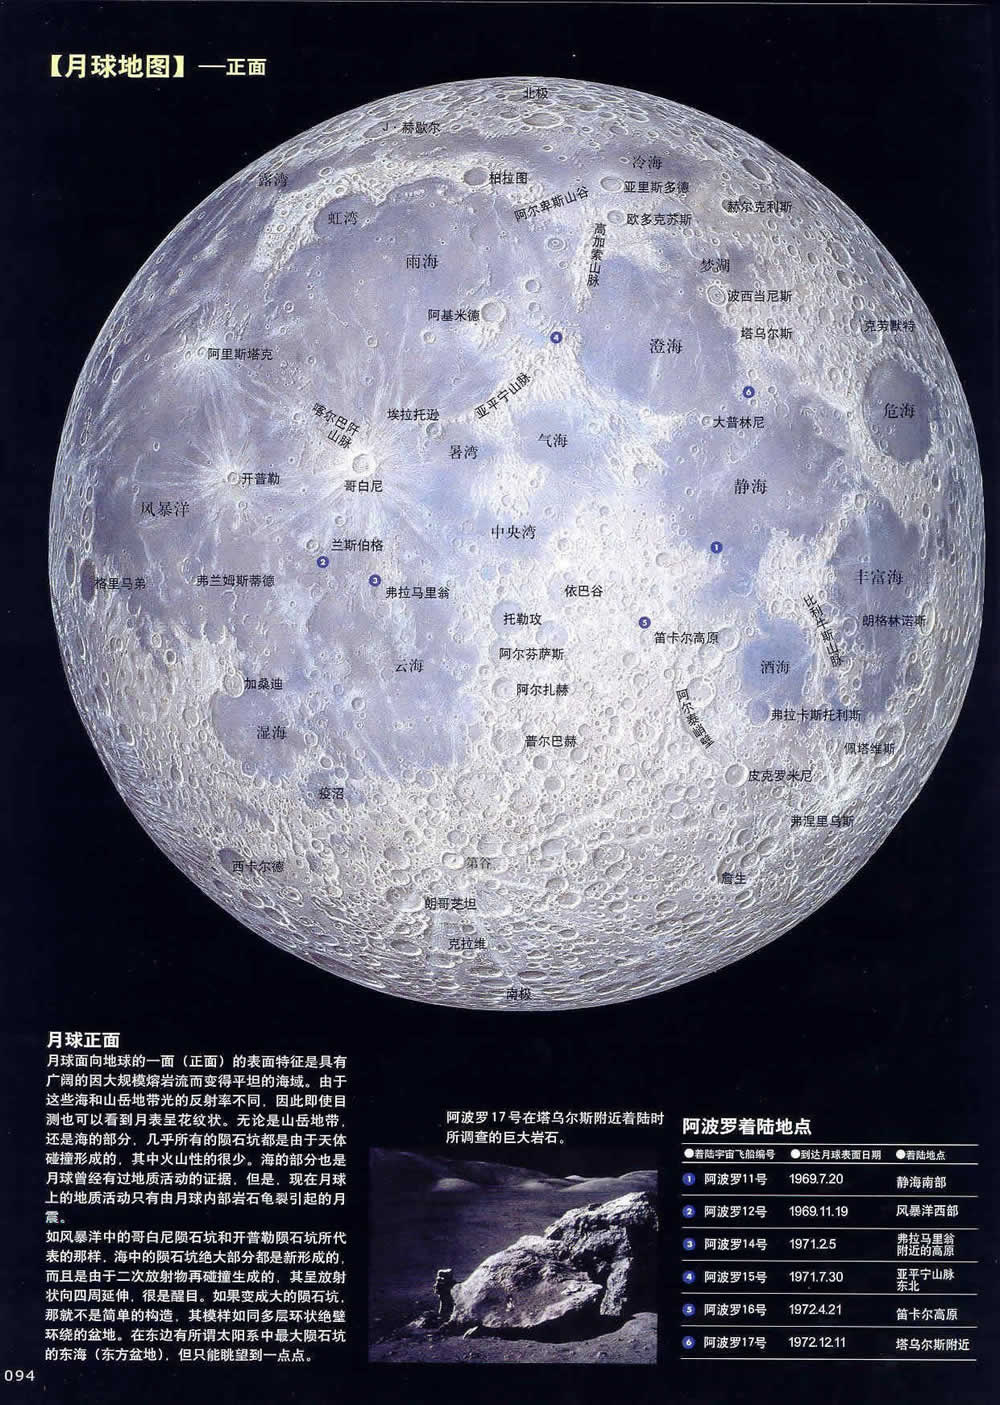 【月球地图】—正面
北极
J·赫歇尔
冷海
露湾
柏拉图
亚里斯多德
阿尔卑斯山谷
赫尔克利斯
虹湾
欧多克苏斯
高加索山脉
雨海
梦湖
波西当尼斯
阿基米德
克劳默特
塔乌尔斯
4
澄海
阿里斯塔克
亚平宁山脉
6
危海
喀尔巴阡
山脉
埃拉托逊
大普林尼
气海
暑湾
开普勒
哥白尼
静海
风暴洋
中央湾
兰斯伯格
1
2
弗兰姆斯蒂德
3
格里马弟
丰富海
弗拉马里翁
依巴谷
比利牛斯山脉
托勒攻
5
朗格林诺斯
笛卡尔高原
阿尔芬萨斯
云海
酒海
加桑迪
阿尔扎赫
阿尔泰峭壁
弗拉卡斯托利斯
湿海
普尔巴赫
佩塔维斯
皮克罗米尼
疫沼
弗涅里乌斯
第谷
西卡尔德
詹生
朗哥芝坦
克拉维
南极
月球正面
月球面向地球的一面（正面）的表面特征是具有
广阔的因大规模熔岩流而变得平坦的海域。由于
这些海和山岳地带光的反射率不同，因此即使目
测也可以看到月表呈花纹状。无论是山岳地带，
还是海的部分，几乎所有的陨石坑都是由于天体
碰撞形成的，其中火山性的很少。海的部分也是
月球曾经有过地质活动的证据，但是，现在月球
上的地质活动只有由月球内部岩石龟裂引起的月
震。
如风暴洋中的哥白尼陨石坑和开普勒陨石坑所代
表的那样，海中的陨石坑绝大部分都是新形成的，
而且是由于二次放射物再碰撞生成的，其呈放射
状向四周延伸，很是醒目。如果变成大的陨石坑，
那就不是简单的构造，其模样如同多层环状绝壁
环绕的盆地。在东边有所谓太阳系中最大陨石坑
的东海（东方盆地），但只能眺望到一点点。
阿波罗17号在塔乌尔斯附近着陆时
所调查的巨大岩石。
阿波罗着陆地点
●着陆宇宙飞船编号 ●到达月球表面日期 ●着陆地点
1 阿波罗11号 1969.7.20 静海南部
2 阿波罗12号 1969.11.19 风暴洋西部
3 阿波罗14号 1971.2.5 弗拉马里翁
附近的高原
4 阿波罗15号 1971.7.30 亚平宁山脉
东北
5 阿波罗16号 1972.4.21 笛卡尔高原
6 阿波罗17号 1972.12.11 塔乌尔斯附近
094